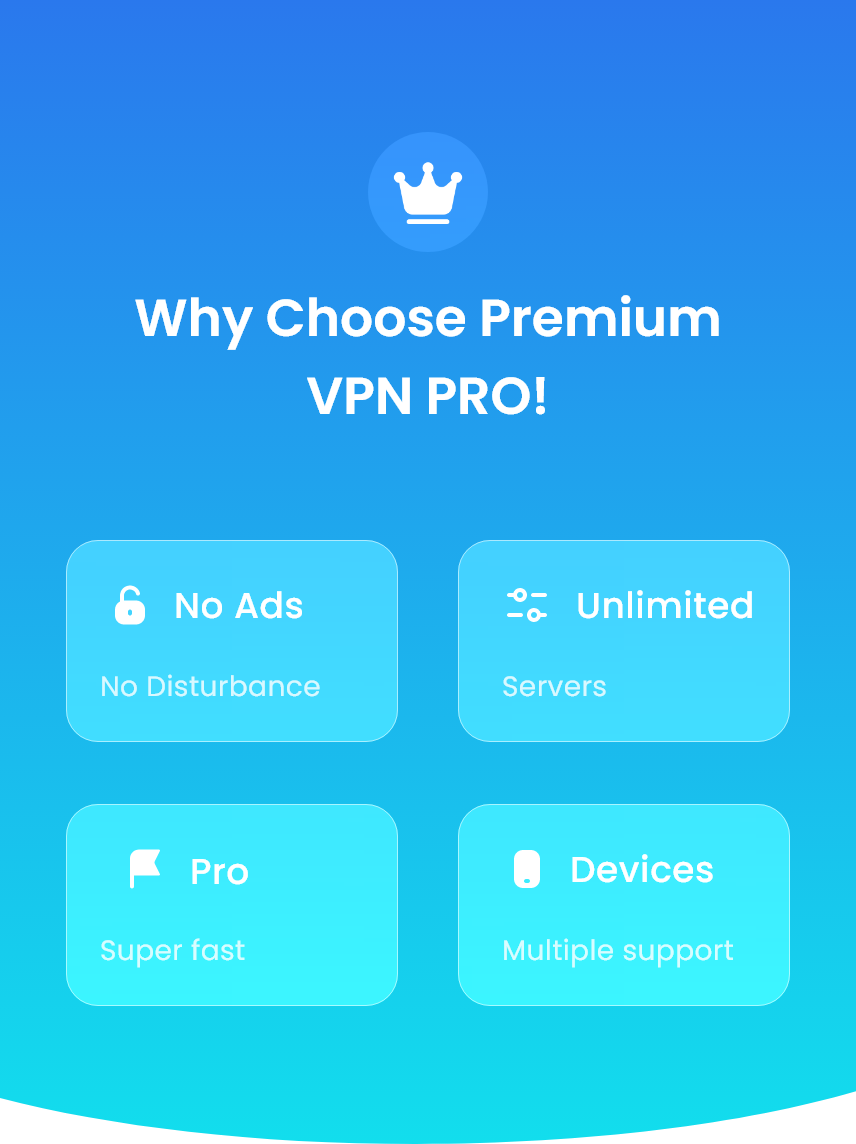 Why Choose Premium
VPN PRO!
No Ads
No Disturbance
Unlimited
Servers
Pro
Super fast
Devices
Multiple support